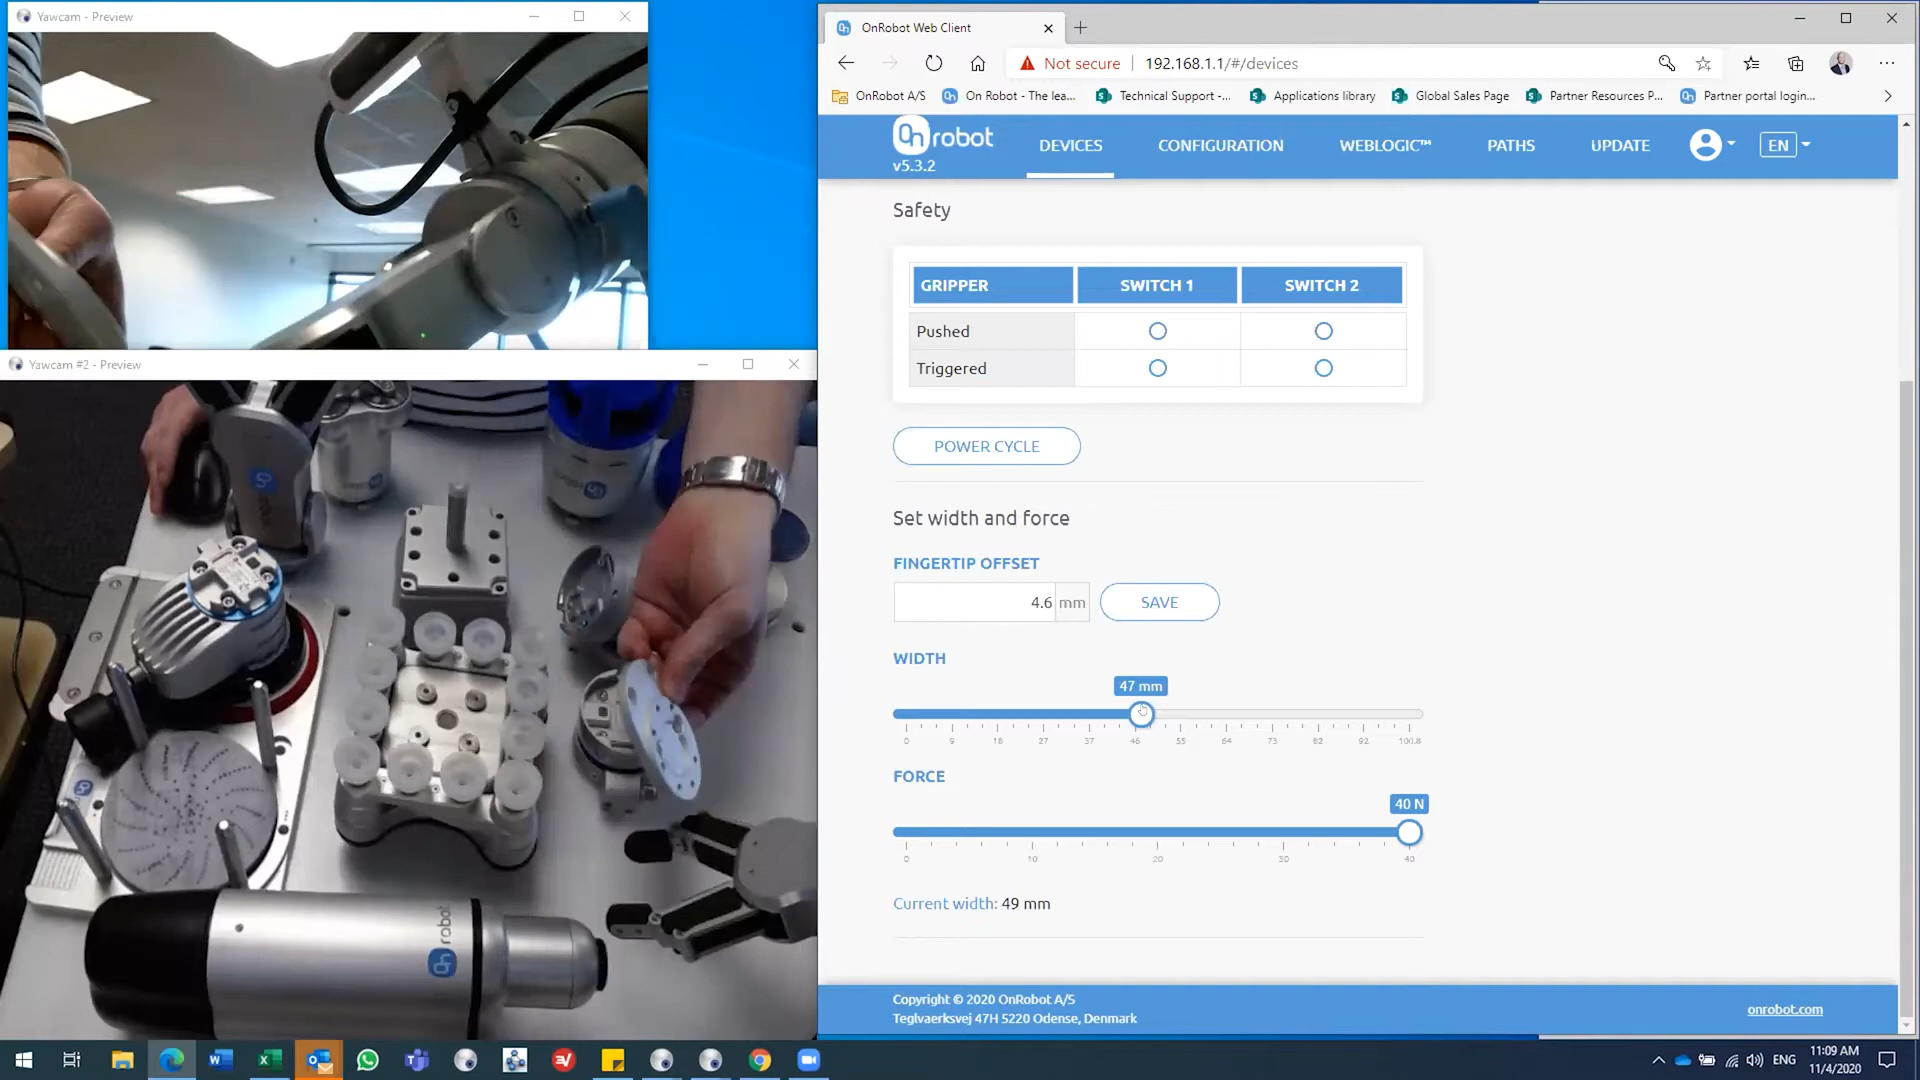 Yawcam - Preview
OnRobot Web Client
Not secure
192.168.1.1/#/devices
OnRobot A/S
On Robot - The lea...
Technical Support -...
Applications library
Global Sales Page
Partner Resources P...
Partner portal login...
On robot
v5.3.2
DEVICES
CONFIGURATION
WEBLOGIC™
PATHS
UPDATE
EN
Safety
GRIPPER SWITCH 1 SWITCH 2
Pushed
Triggered
POWER CYCLE
Set width and force
FINGERTIP OFFSET
4.6 mm
SAVE
WIDTH
47 mm
0 9 18 27 37 46 55 64 73 82 92 100.8
FORCE
40 N
0 10 20 30 40
Current width: 49 mm
Copyright © 2020 OnRobot A/S
Teglvaerksvej 47H 5220 Odense, Denmark
onrobot.com
Yawcam #2 - Preview
On robot
ENG
11:09 AM
11/4/2020